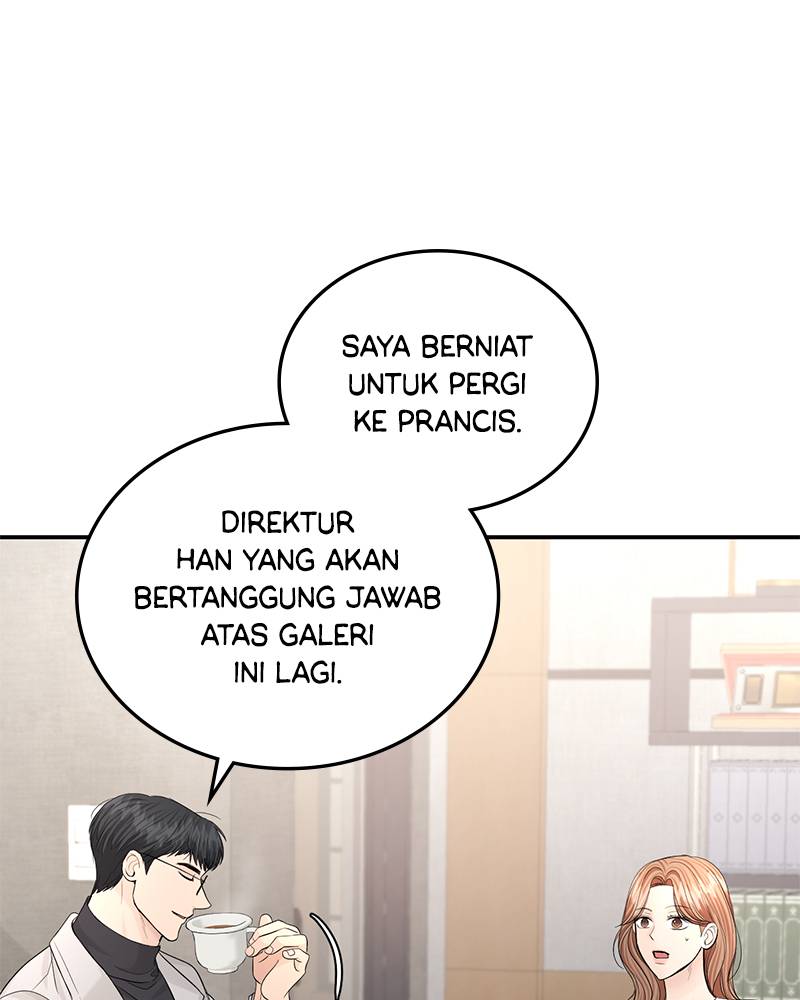 SAYA BERNIAT
UNTUK PERGI
KE PRANCIS.
DIREKTUR
HAN YANG AKAN
BERTANGGUNG JAWAB
ATAS GALERI
INI LAGI.